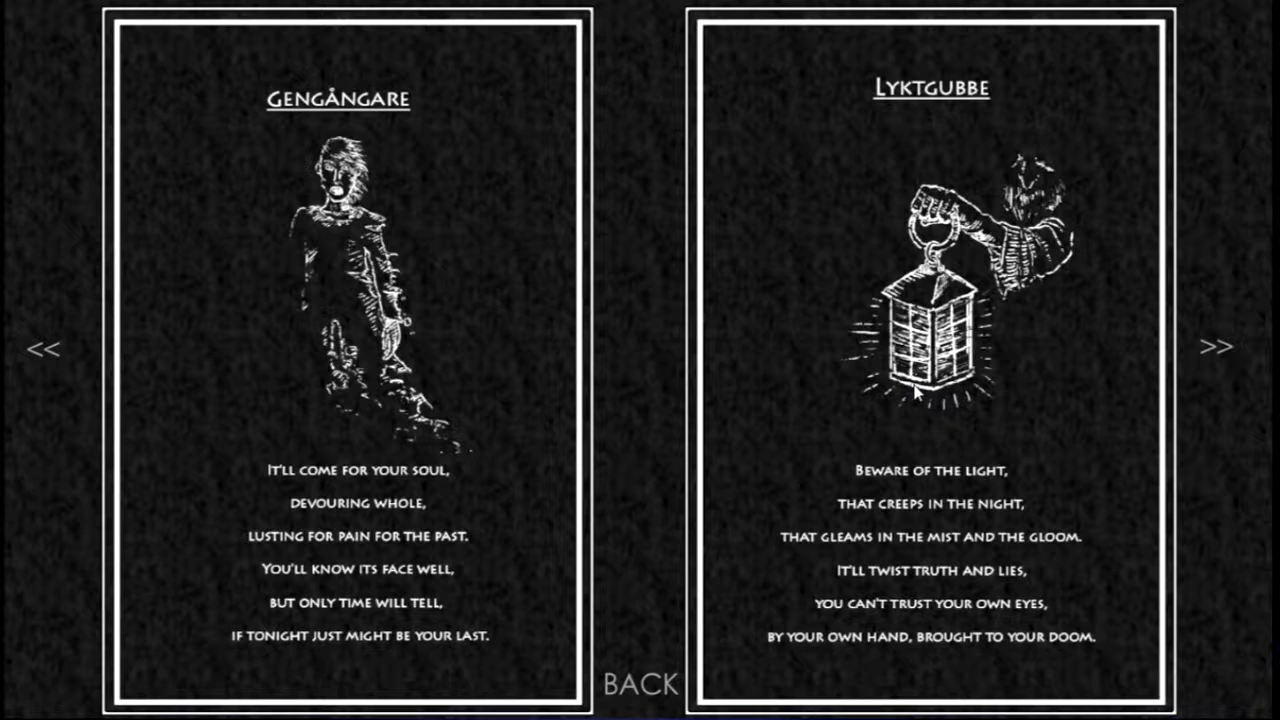 GENGÅNGARE
IT'LL COME FOR YOUR SOUL,
DEVOURING WHOLE,
LUSTING FOR PAIN FOR THE PAST.
YOU'LL KNOW ITS FACE WELL,
BUT ONLY TIME WILL TELL,
IF TONIGHT JUST MIGHT BE YOUR LAST.
LYKTGUBBE
BEWARE OF THE LIGHT,
THAT CREEPS IN THE NIGHT,
THAT GLEAMS IN THE MIST AND THE GLOOM.
IT'LL TWIST TRUTH AND LIES,
YOU CAN'T TRUST YOUR OWN EYES,
BY YOUR OWN HAND, BROUGHT TO YOUR DOOM.
<<
>>
BACK